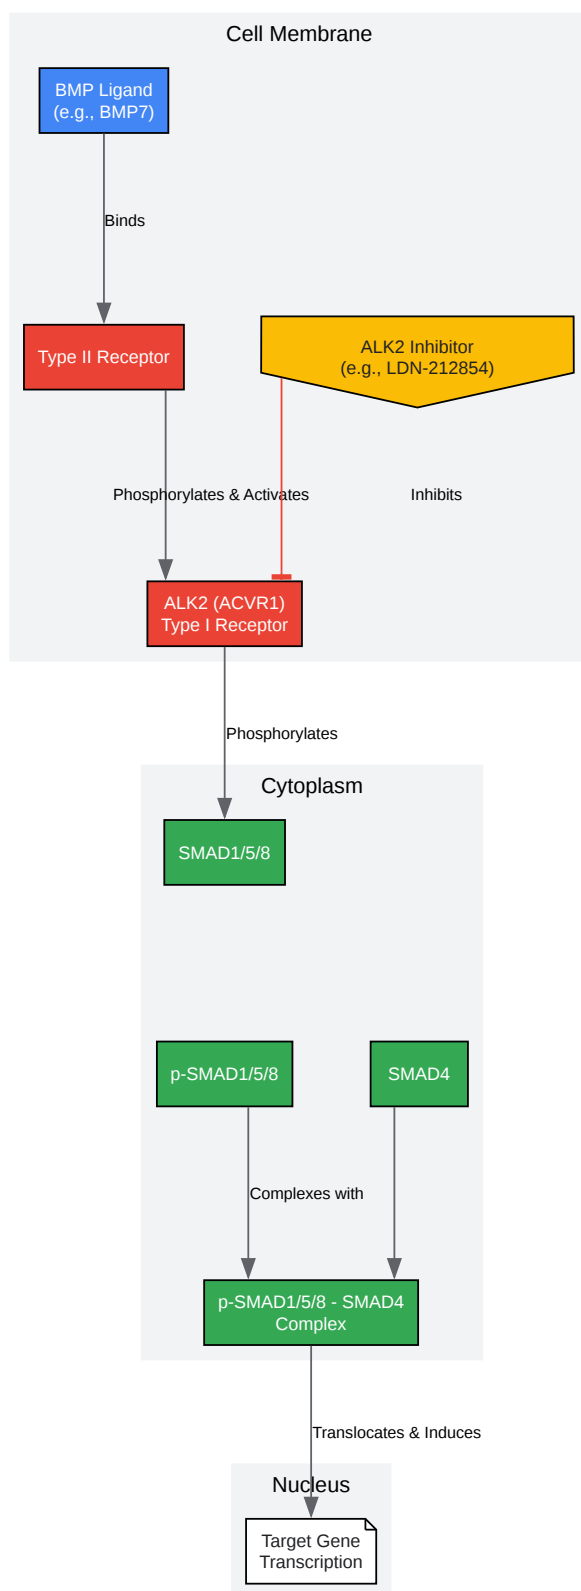 Cell Membrane
BMP Ligand
(e.g., BMP7)
Binds
Type II Receptor
ALK2 Inhibitor
(e.g., LDN-212854)
Phosphorylates & Activates
Inhibits
ALK2 (ACVR1)
Type I Receptor
Phosphorylates
Cytoplasm
SMAD1/5/8
p-SMAD1/5/8
SMAD4
Complexes with
p-SMAD1/5/8 - SMAD4
Complex
Translocates & Induces
Nucleus
Target Gene
Transcription